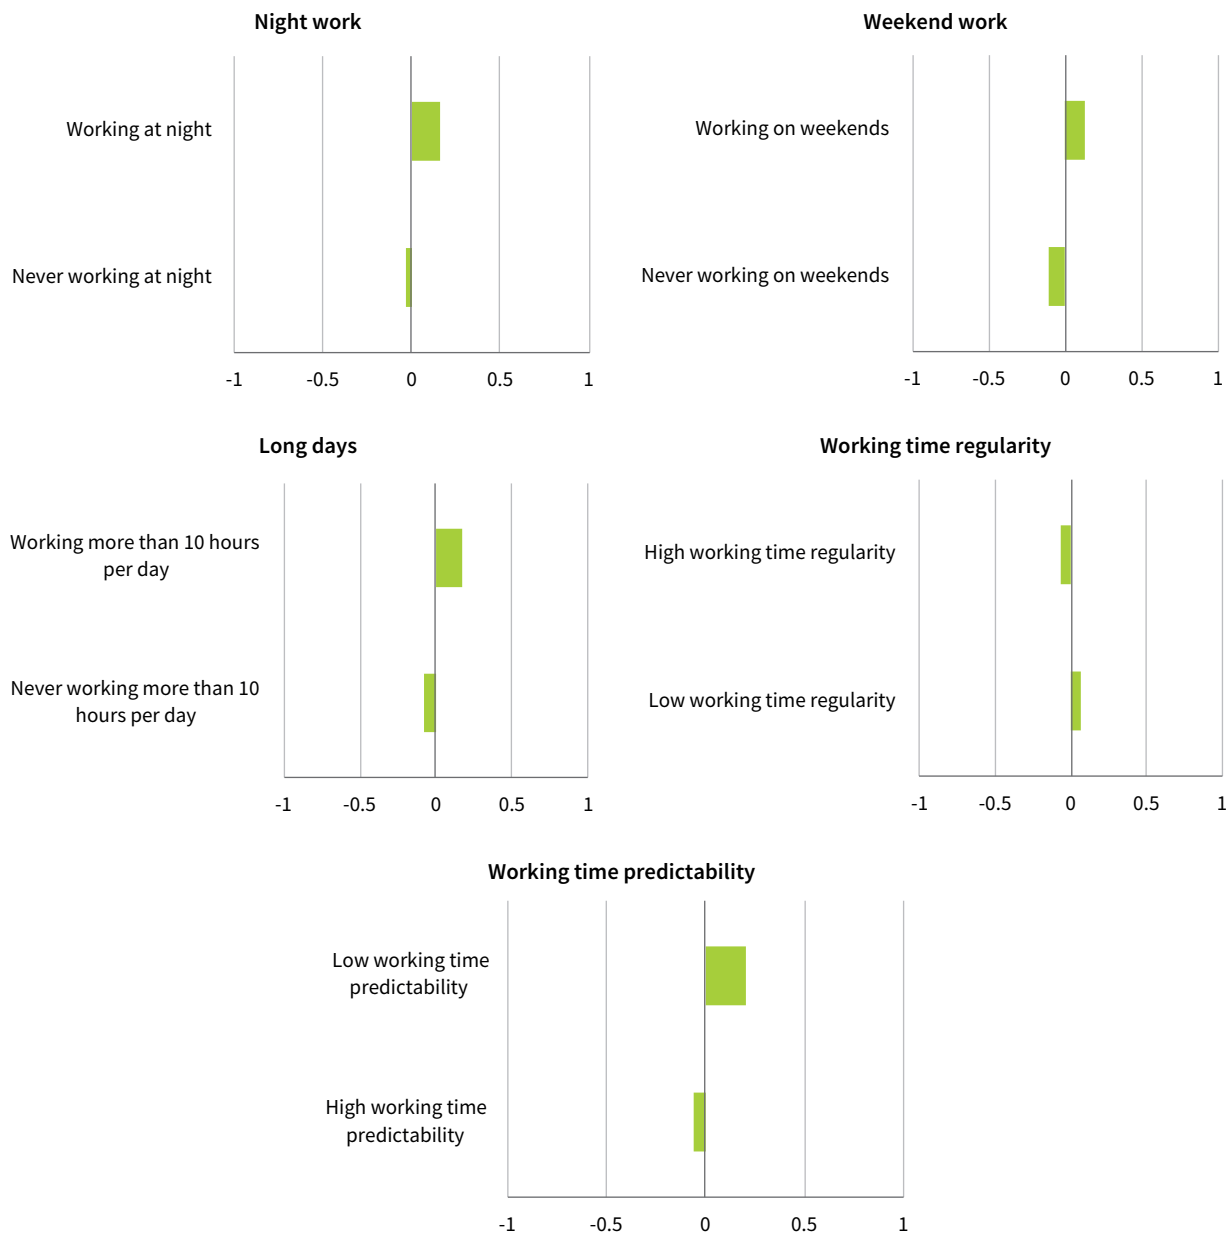 Night work
Working at night
Never working at night
-1 -0.5 0 0.5 1
Weekend work
Working on weekends
Never working on weekends
-1 -0.5 0 0.5 1
Long days
Working more than 10 hours
per day
Never working more than 10
hours per day
-1 -0.5 0 0.5 1
Working time regularity
High working time regularity
Low working time regularity
-1 -0.5 0 0.5 1
Working time predictability
Low working time
predictability
High working time
predictability
-1 -0.5 0 0.5 1